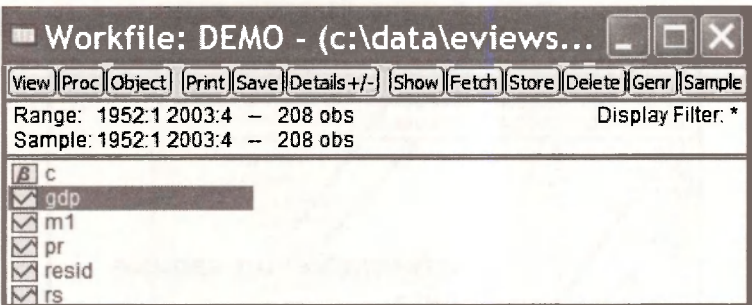 Workfile: DEMO - (c:\data\eviews...
View Proc Object Print Save Details+/- Show Fetch Store Delete Genr Sample
Range: 1952:1 2003:4 -- 208 obs Display Filter: *
Sample: 1952:1 2003:4 -- 208 obs
β c
gdp
m1
pr
resid
rs